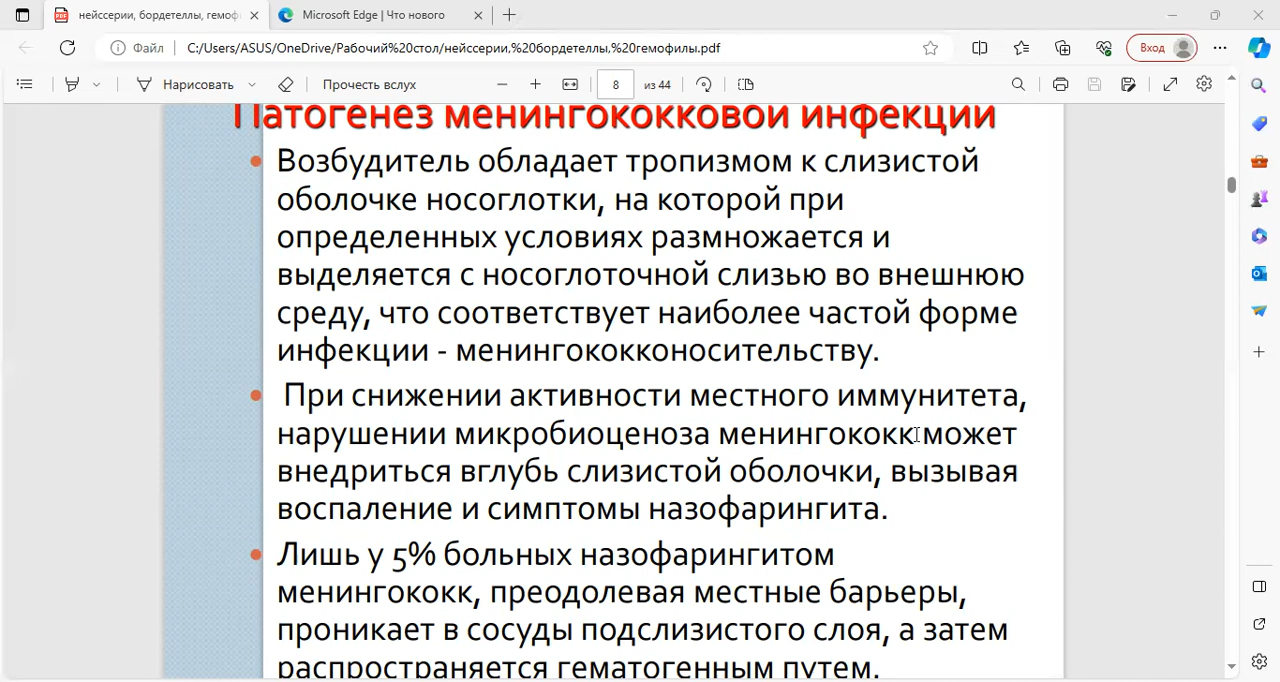 нейссерии, бордетеллы, гемоф
Microsoft Edge | Что нового
Файл
C:/Users/ASUS/OneDrive/Рабочий%20стол/нейссерии,%20бордетеллы,%20гемофилы.pdf
Вход
Нарисовать
Прочесть вслух
8
из 44
Патогенез менингококковой инфекции
Возбудитель обладает тропизмом к слизистой
оболочке носоглотки, на которой при
определенных условиях размножается и
выделяется с носоглоточной слизью во внешнюю
среду, что соответствует наиболее частой форме
инфекции - менингококконосительству.
При снижении активности местного иммунитета,
нарушении микробиоценоза менингококк может
внедриться вглубь слизистой оболочки, вызывая
воспаление и симптомы назофарингита.
Лишь у 5% больных назофарингитом
менингококк, преодолевая местные барьеры,
проникает в сосуды подслизистого слоя, а затем
распространяется гематогенным путем.